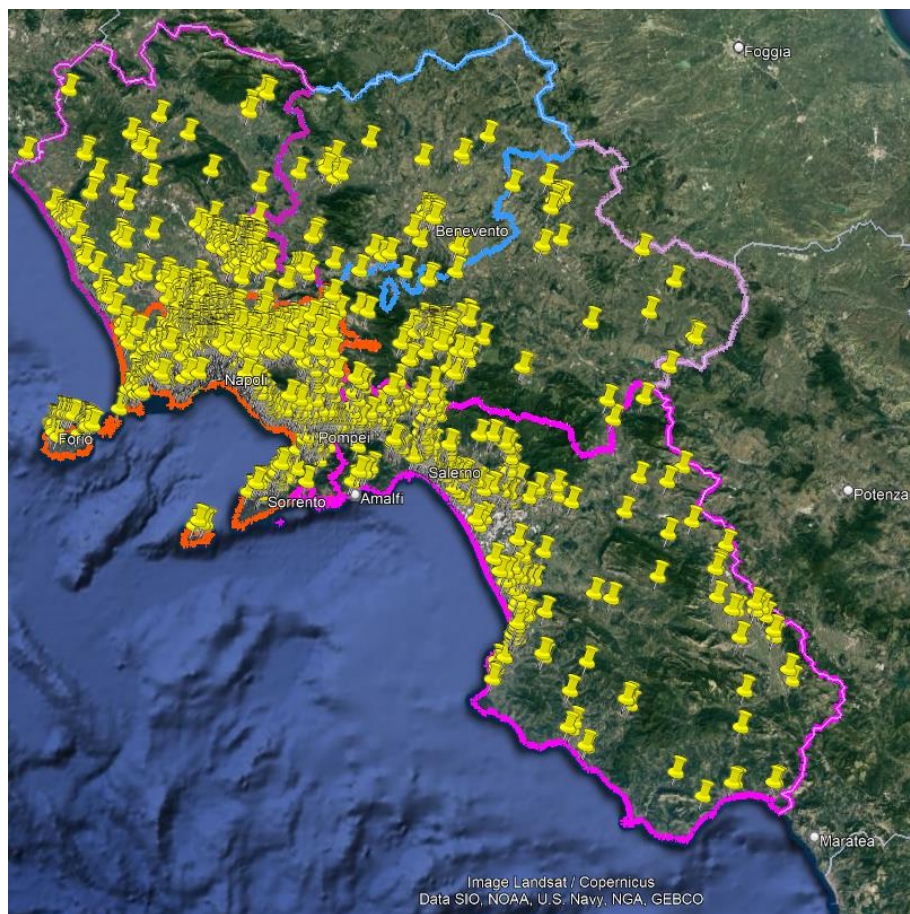 Foggia
Benevento
Napoli
Forio
Pompei
Salerno
Sorrento
Amalfi
Potenza
Maratea
Image Landsat / Copernicus
Data SIO, NOAA, U.S. Navy, NGA, GEBCO